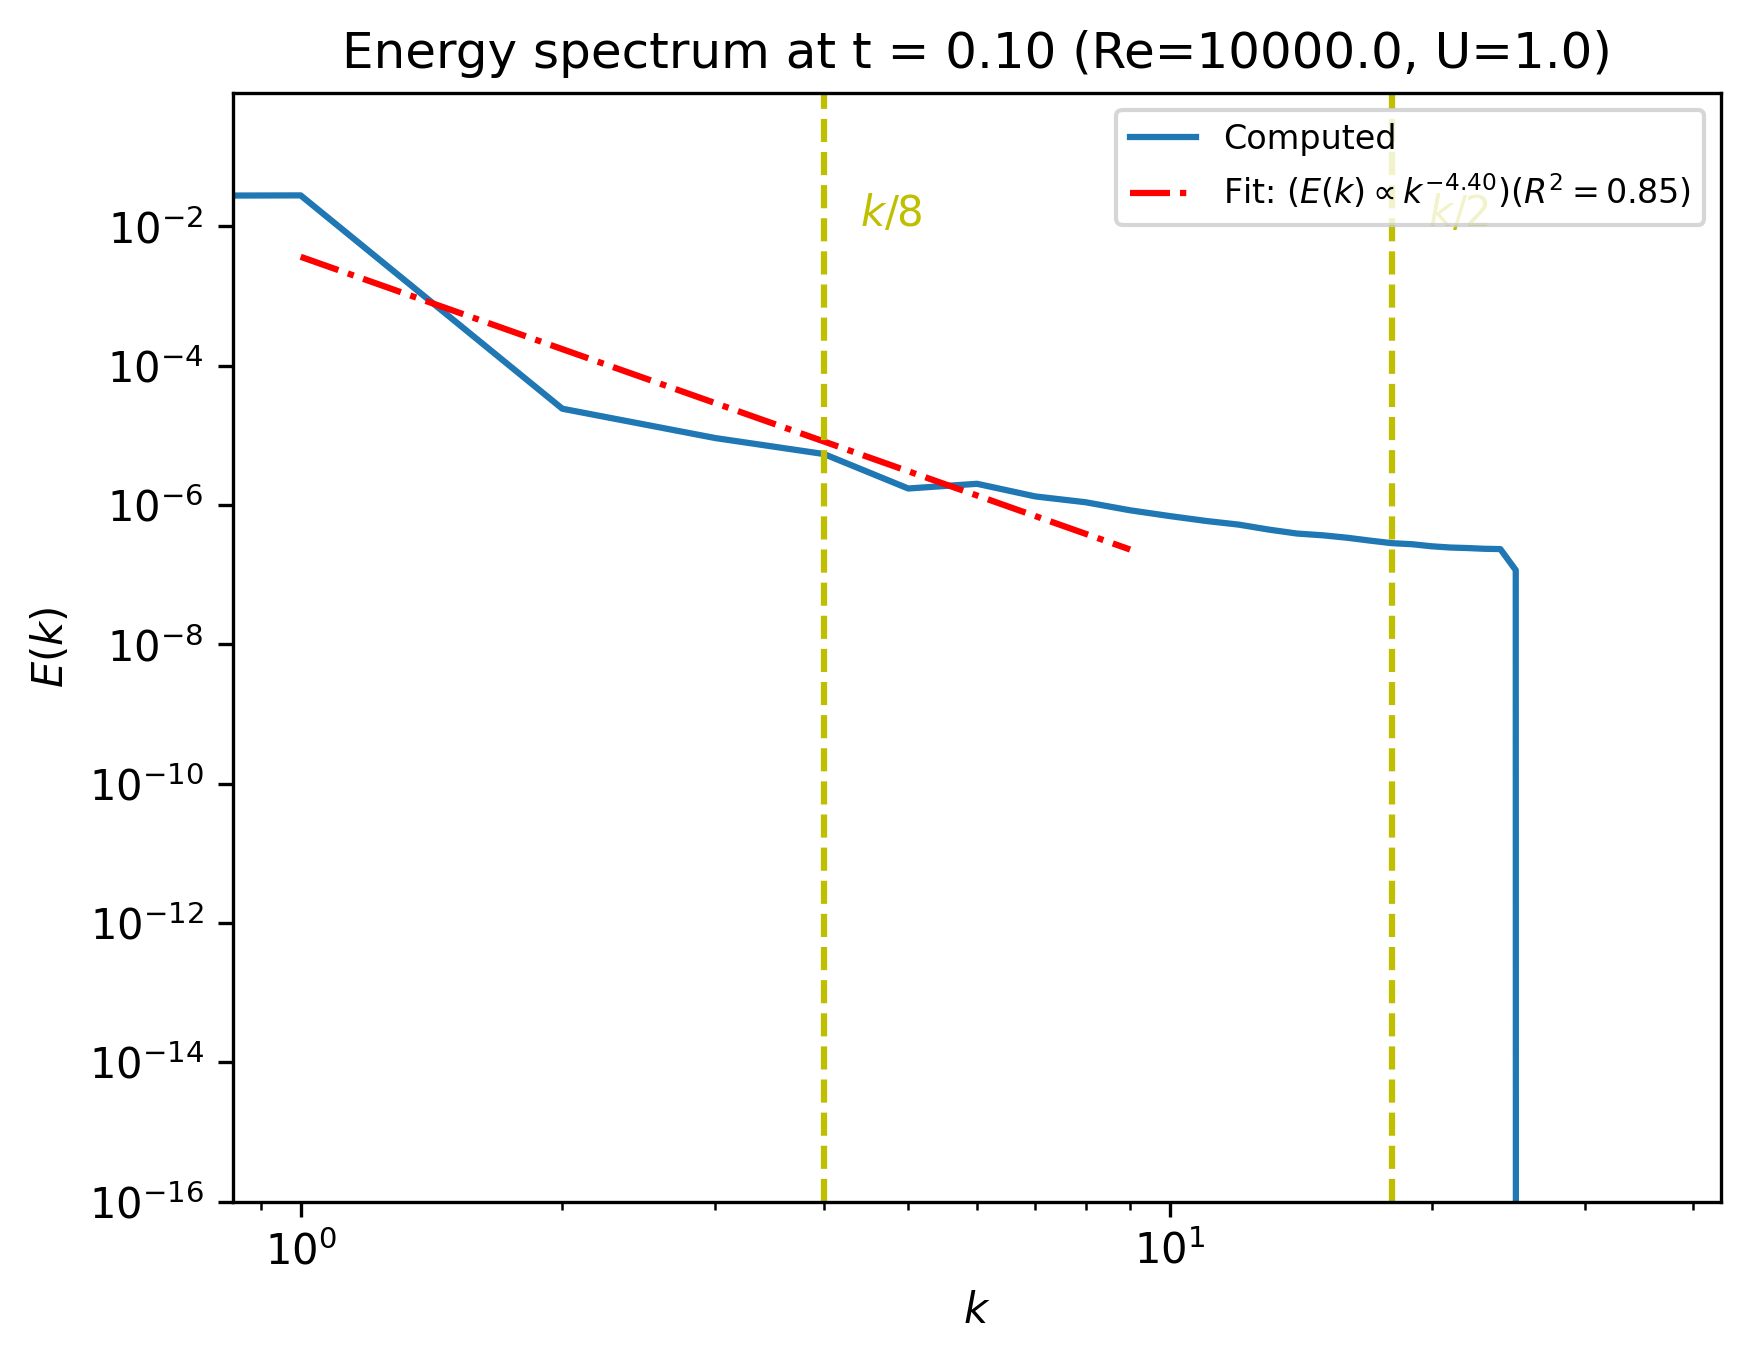 Energy spectrum at t = 0.10 (Re=10000.0, U=1.0)
Computed
Fit: $(E(k) \propto k^{-4.40})(R^2 = 0.85)$
k/8
k/2
$10^{-2}$
$10^{-4}$
$10^{-6}$
$10^{-8}$
$10^{-10}$
$10^{-12}$
$10^{-14}$
$10^{-16}$
E(k)
$10^{0}$
$10^{1}$
k